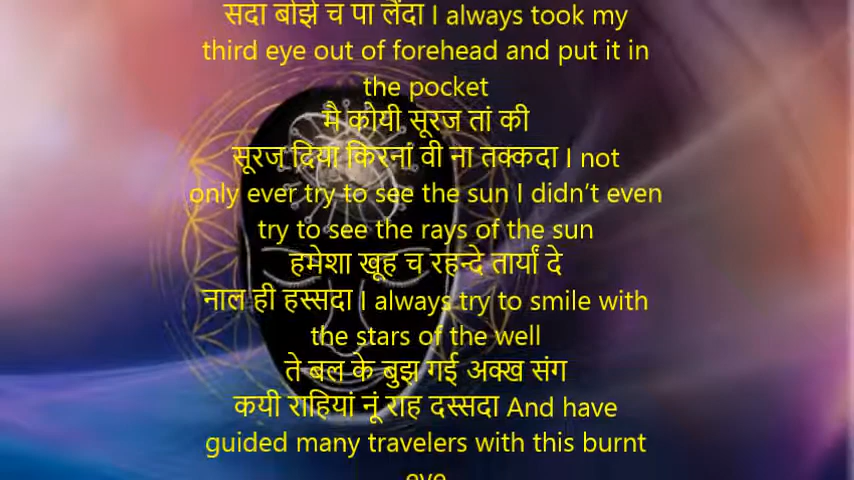 सदा बोझे च पा लैंदा I always took my
third eye out of forehead and put it in
the pocket
मै कोयी सूरज तां की
सूरज दिया किरनां वी ना तक्कदा I not
only ever try to see the sun I didn’t even
try to see the rays of the sun
हमेशा खूह च रहन्दे तार्यां दे
नाल ही हस्सदा I always try to smile with
the stars of the well
ते बल के बुझ गई अक्ख संग
कयी राहियां नूं राह दस्सदा And have
guided many travelers with this burnt
eye